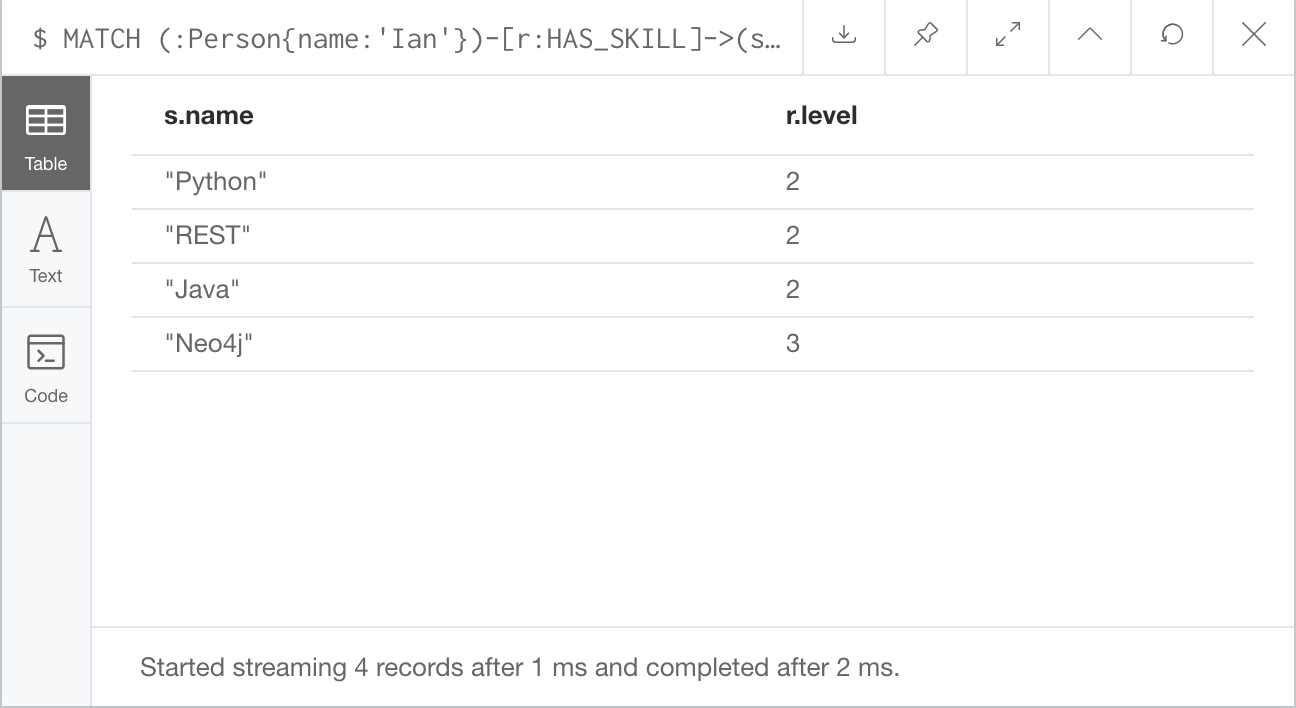 $ MATCH (:Person{name:'Ian'})-[r:HAS_SKILL]->(s…
Table
Text
Code
s.name r.level
"Python" 2
"REST" 2
"Java" 2
"Neo4j" 3
Started streaming 4 records after 1 ms and completed after 2 ms.